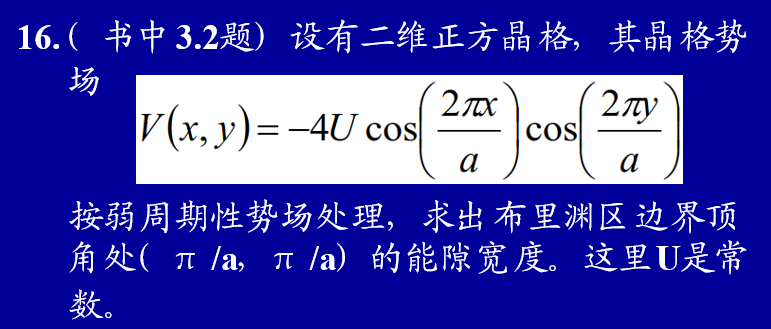 16.( 书中 3.2题) 设有二维正方晶格, 其晶格势
场
V(x, y) = −4U cos(2πx/a) cos(2πy/a)
按弱周期性势场处理, 求出布里渊区边界顶
角处( π /a, π /a) 的能隙宽度。这里U是常
数。